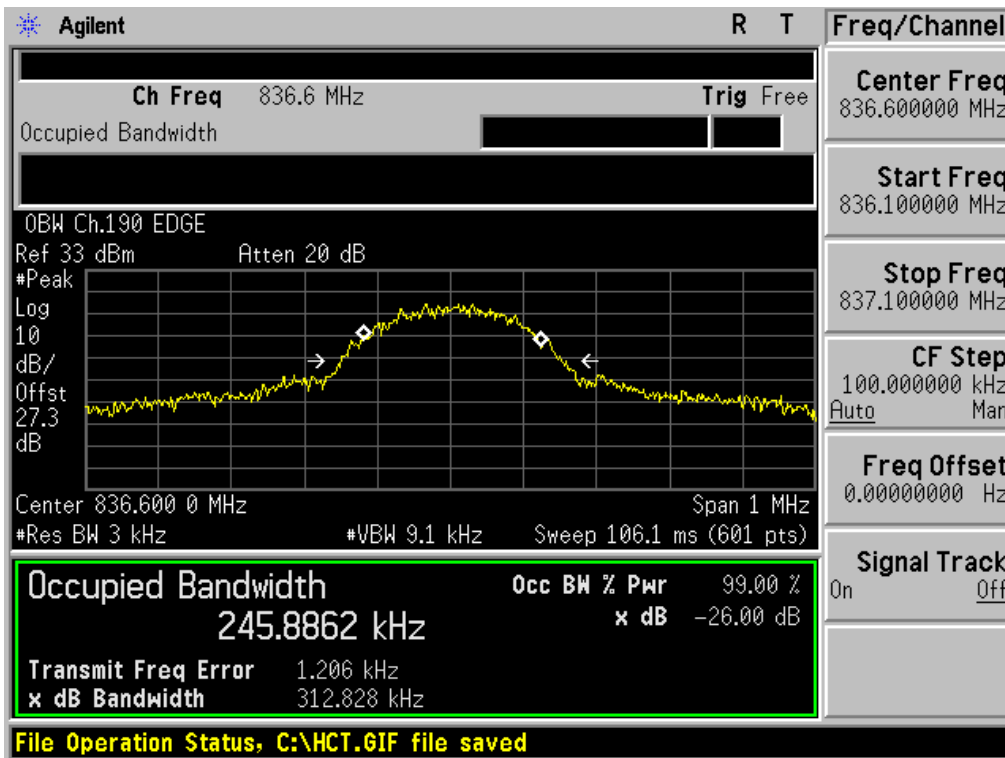 Agilent R T
Ch Freq 836.6 MHz Trig Free
Occupied Bandwidth
OBW Ch.190 EDGE
Ref 33 dBm Atten 20 dB
#Peak
Log
10
dB/
Offst
27.3
dB
Center 836.600 0 MHz Span 1 MHz
#Res BW 3 kHz #VBW 9.1 kHz Sweep 106.1 ms (601 pts)
Occupied Bandwidth Occ BW % Pwr 99.00 %
245.8862 kHz x dB -26.00 dB
Transmit Freq Error 1.206 kHz
x dB Bandwidth 312.828 kHz
File Operation Status, C:\HCT.GIF file saved
Freq/Channel
Center Freq
836.600000 MHz
Start Freq
836.100000 MHz
Stop Freq
837.100000 MHz
CF Step
100.000000 kHz
Auto Man
Freq Offset
0.00000000 Hz
Signal Track
On Off